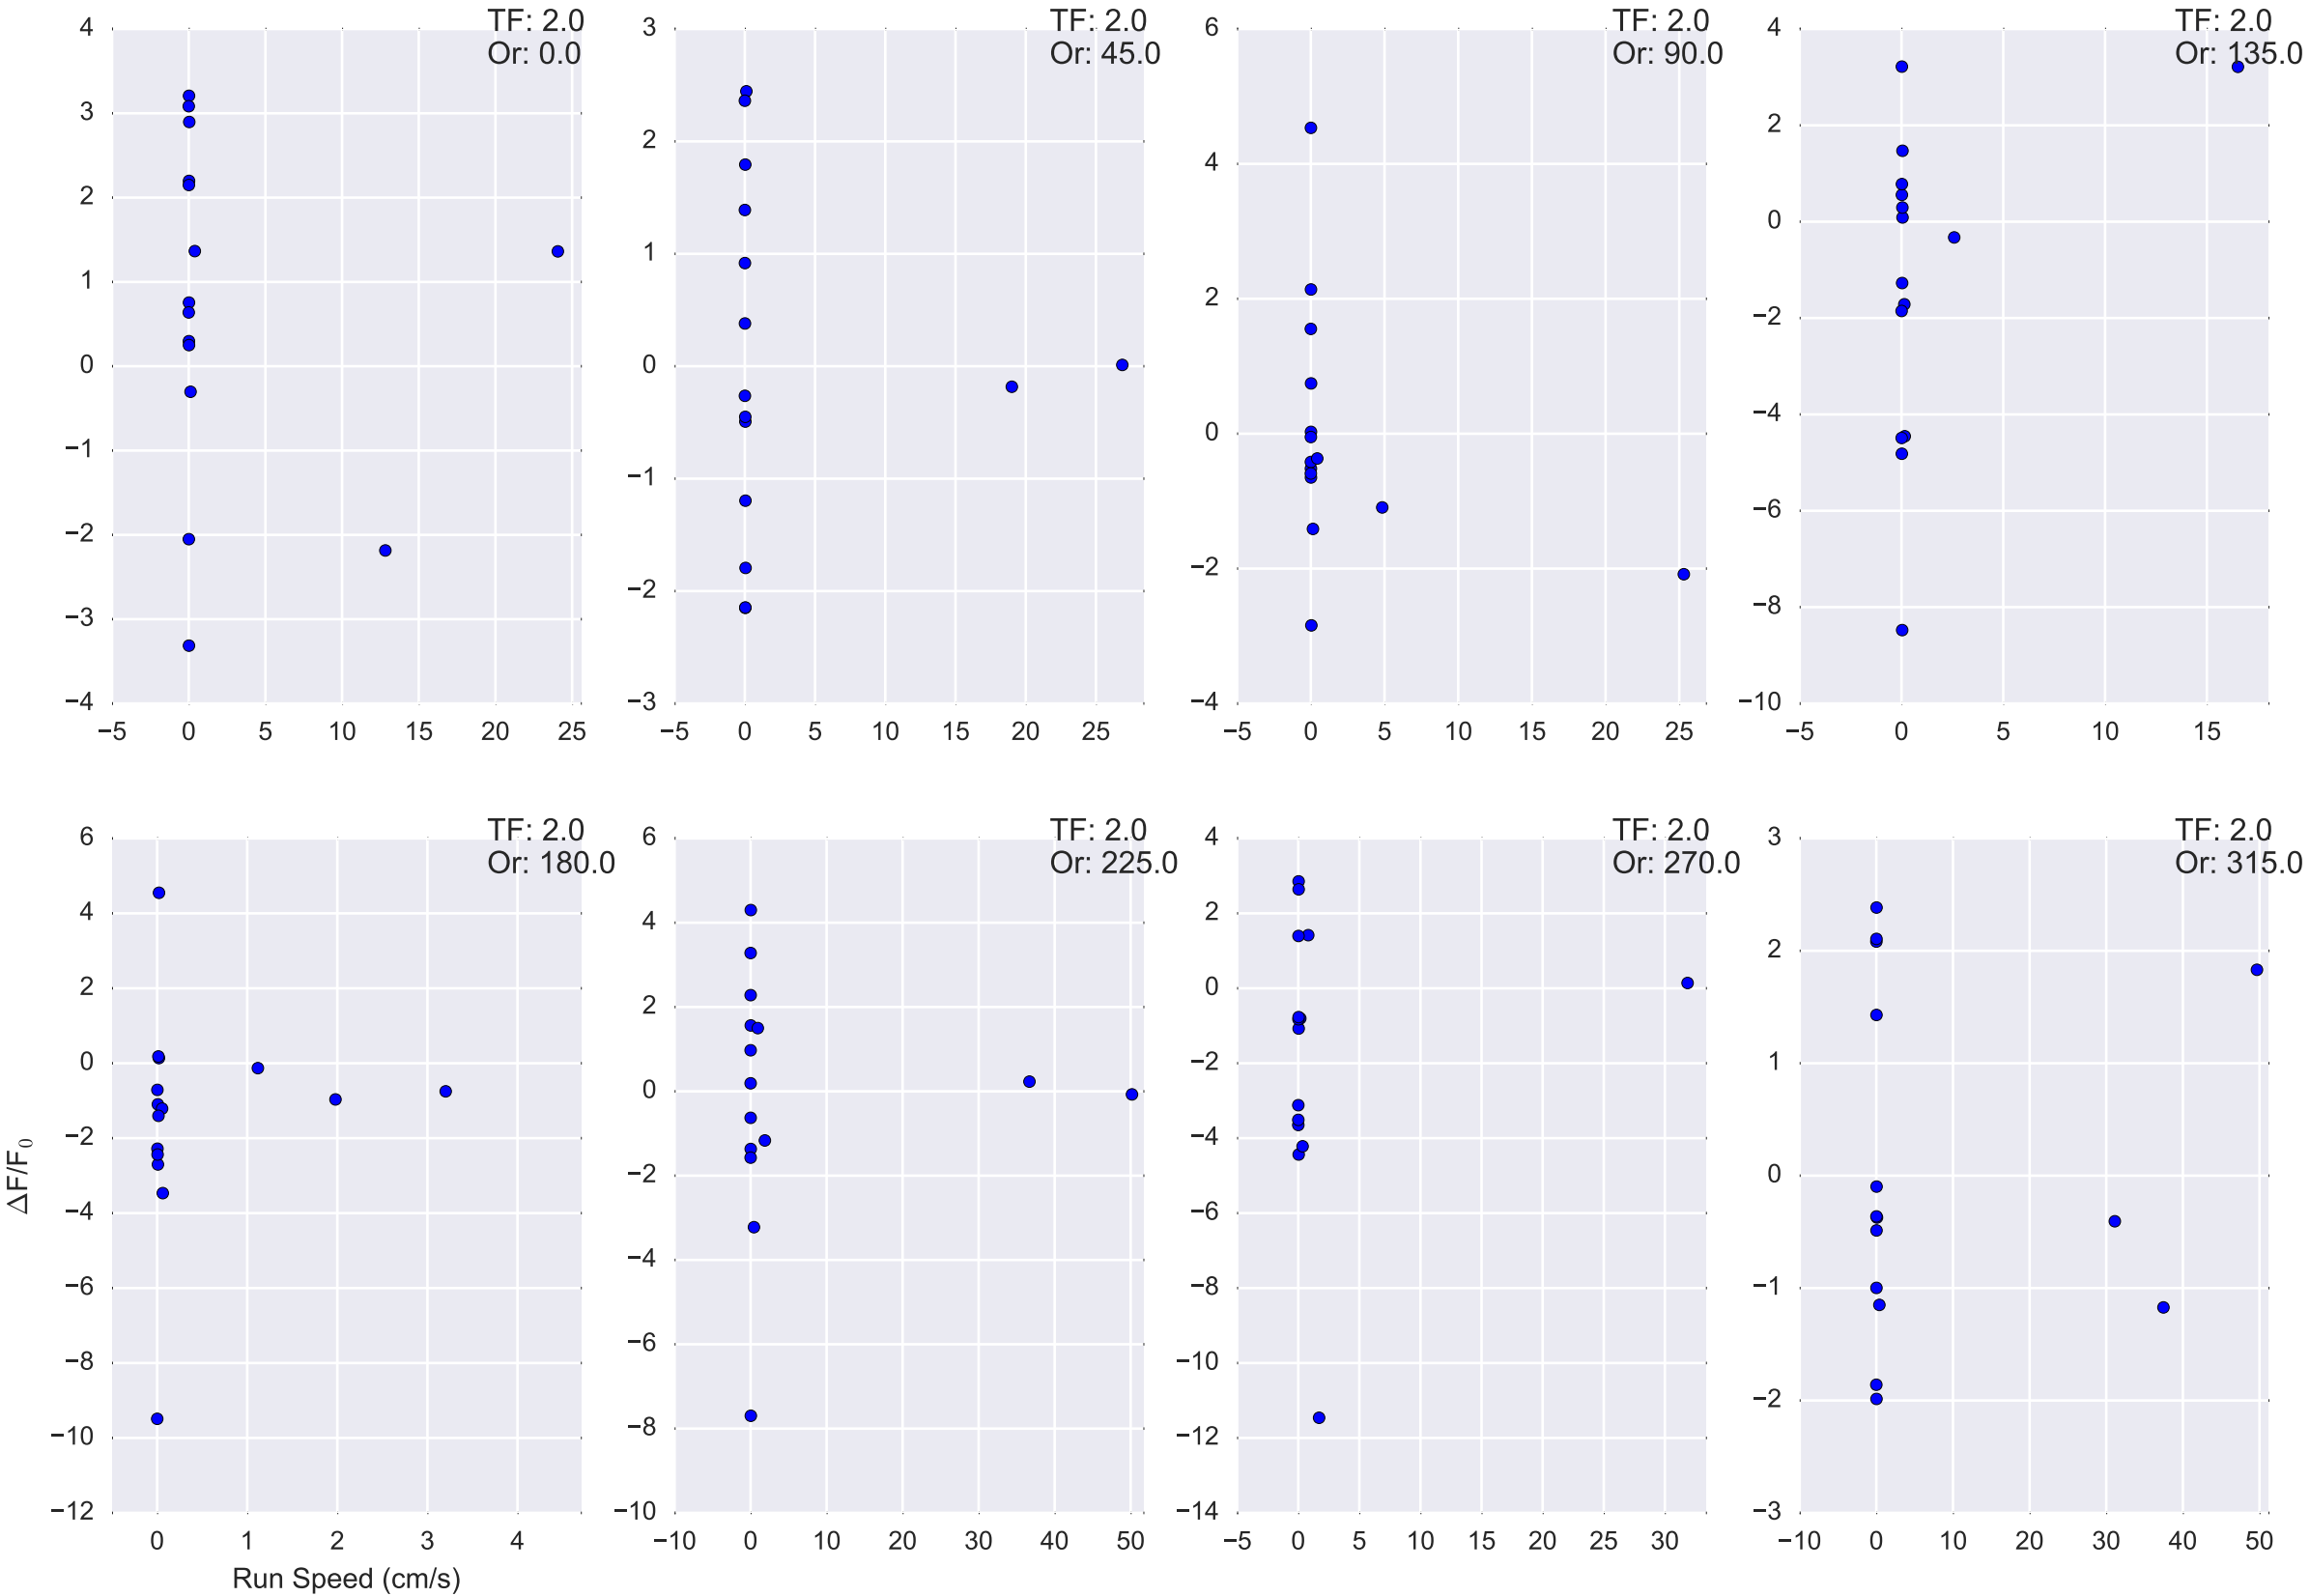 TF: 2.0
Or: 0.0
4
3
2
1
0
−1
−2
−3
−4
−5 0 5 10 15 20 25
TF: 2.0
Or: 45.0
3
2
1
0
−1
−2
−3
−5 0 5 10 15 20 25
TF: 2.0
Or: 90.0
6
4
2
0
−2
−4
−5 0 5 10 15 20 25
TF: 2.0
Or: 135.0
4
2
0
−2
−4
−6
−8
−10
−5 0 5 10 15
TF: 2.0
Or: 180.0
6
4
2
0
−2
−4
−6
−8
−10
−12
0 1 2 3 4
ΔF/F₀
Run Speed (cm/s)
TF: 2.0
Or: 225.0
6
4
2
0
−2
−4
−6
−8
−10
−10 0 10 20 30 40 50
TF: 2.0
Or: 270.0
4
2
0
−2
−4
−6
−8
−10
−12
−14
−5 0 5 10 15 20 25 30
TF: 2.0
Or: 315.0
3
2
1
0
−1
−2
−3
−10 0 10 20 30 40 50